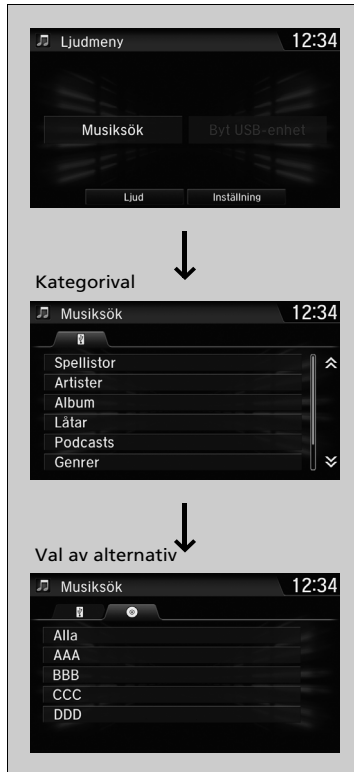 Ljudmeny 12:34
Musiksök Byt USB-enhet
Ljud Inställning
Kategorival
Musiksök 12:34
Spellistor
Artister
Album
Låtar
Podcasts
Genrer
Val av alternativ
Musiksök 12:34
Alla
AAA
BBB
CCC
DDD